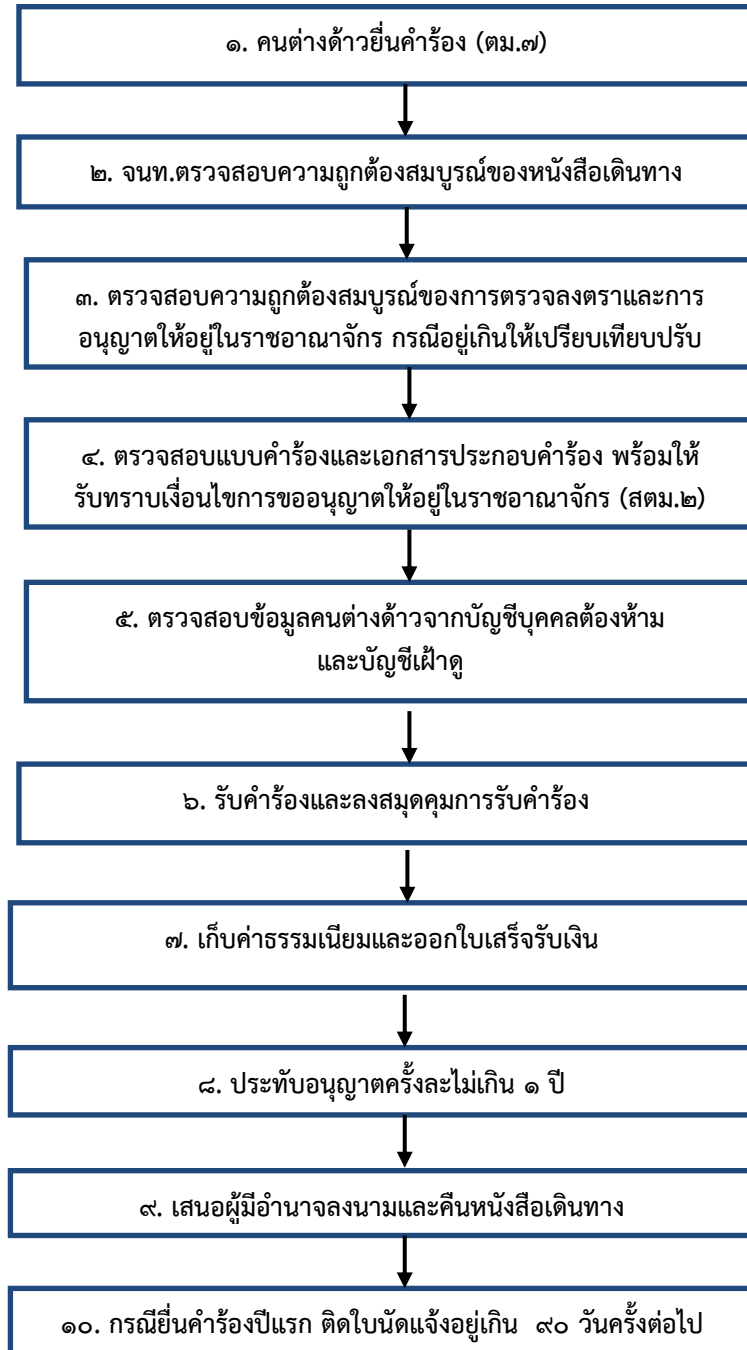 ๑. คนต่างด้าวยื่นคำร้อง (ตม.๗)
๒. จนท.ตรวจสอบความถูกต้องสมบูรณ์ของหนังสือเดินทาง
๓. ตรวจสอบความถูกต้องสมบูรณ์ของการตรวจลงตราและการ
อนุญาตให้อยู่ในราชอาณาจักร กรณีอยู่เกินให้เปรียบเทียบปรับ
๔. ตรวจสอบแบบคำร้องและเอกสารประกอบคำร้อง พร้อมให้
รับทราบเงื่อนไขการขออนุญาตให้อยู่ในราชอาณาจักร (สตม.๒)
๕. ตรวจสอบข้อมูลคนต่างด้าวจากบัญชีบุคคลต้องห้าม
และบัญชีเฝ้าดู
๖. รับคำร้องและลงสมุดคุมการรับคำร้อง
๗. เก็บค่าธรรมเนียมและออกใบเสร็จรับเงิน
๘. ประทับอนุญาตครั้งละไม่เกิน ๑ ปี
๙. เสนอผู้มีอำนาจลงนามและคืนหนังสือเดินทาง
๑๐. กรณียื่นคำร้องปีแรก ติดใบนัดแจ้งอยู่เกิน ๙๐ วันครั้งต่อไป